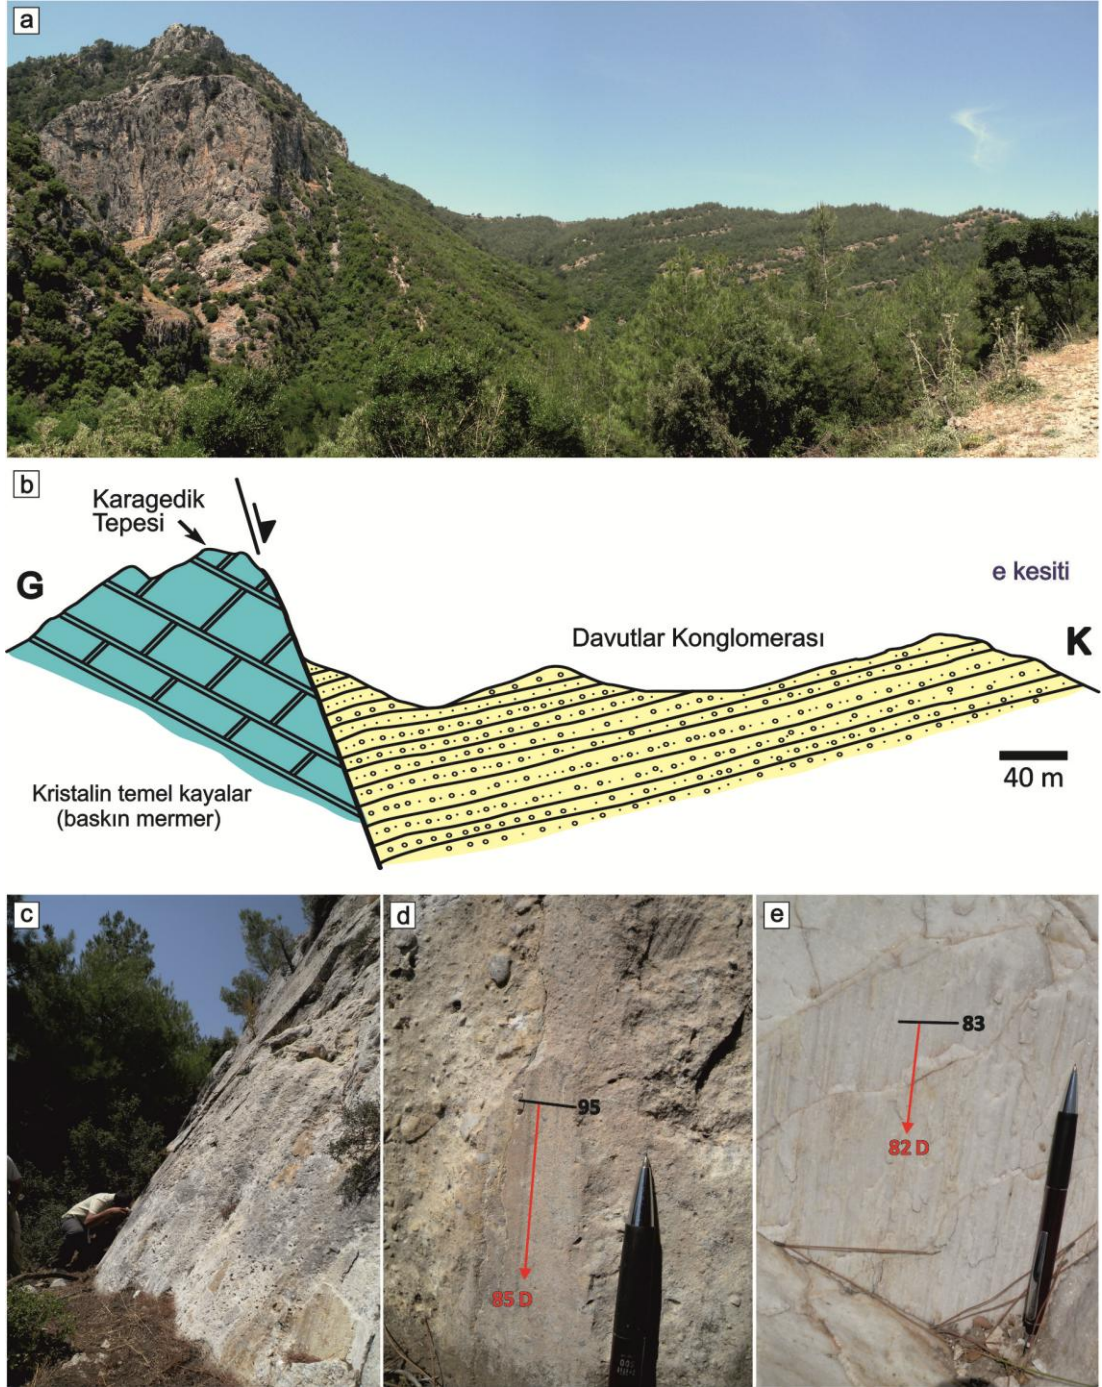 a
b
Karagedik
Tepesi
G
e kesiti
Davutlar Konglomerası
K
40 m
Kristalin temel kayalar
(baskın mermer)
c
d
e
95
85 D
83
82 D